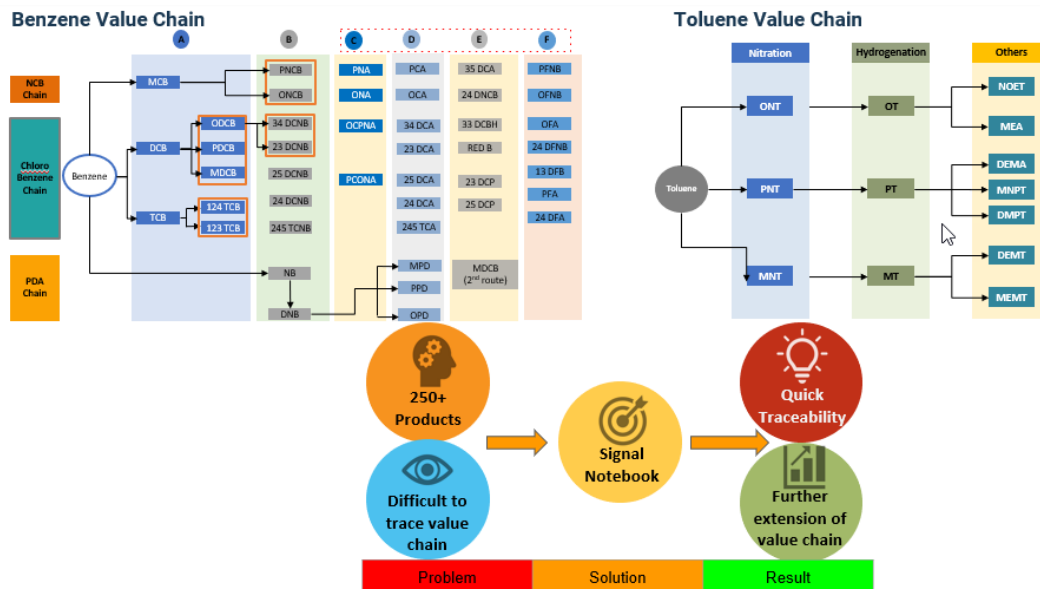 Benzene Value Chain
A
B
C
D
E
F
NCB
Chain
Chloro
Benzene
Chain
PDA
Chain
Benzene
MCB
DCB
TCB
ODCB
PDCB
MDCB
124 TCB
123 TCB
PNCB
ONCB
34 DCNB
23 DCNB
25 DCNB
24 DCNB
245 TCNB
NB
DNB
PNA
ONA
OCPNA
PCONA
PCA
OCA
34 DCA
23 DCA
25 DCA
24 DCA
245 TCA
MPD
PPD
OPD
35 DCA
24 DNCB
33 DCBH
RED B
23 DCP
25 DCP
MDCB
(2nd route)
PFNB
OFNB
OFA
24 DFNB
13 DFB
PFA
24 DFA
Toluene Value Chain
Nitration
Hydrogenation
Others
Toluene
ONT
PNT
MNT
OT
PT
MT
NOET
MEA
DEMA
MNPT
DMPT
DEMT
MEMT
250+
Products
Difficult to
trace value
chain
Signal
Notebook
Quick
Traceability
Further
extension of
value chain
Problem
Solution
Result